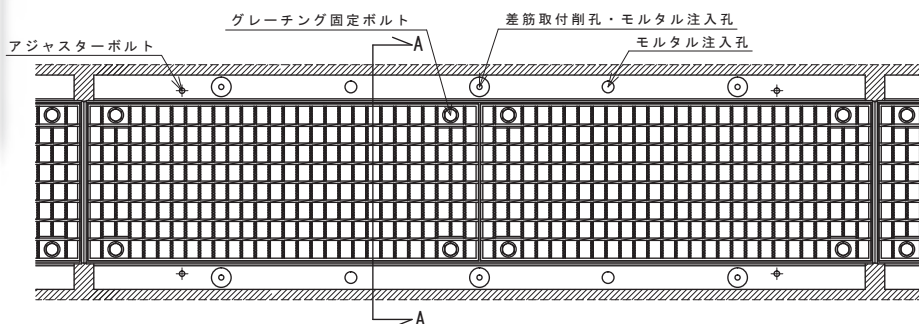 グレーチング固定ボルト
差筋取付削孔・モルタル注入孔
アジャスターボルト
A
モルタル注入孔
A